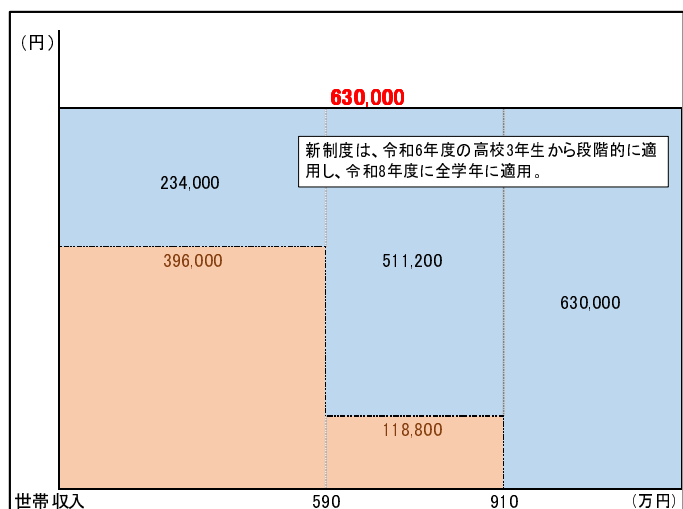 (円)
630,000
新制度は、令和6年度の高校3年生から段階的に適
用し、令和8年度に全学年に適用。
234,000
396,000
511,200
630,000
118,800
世帯収入
590
910
(万円)